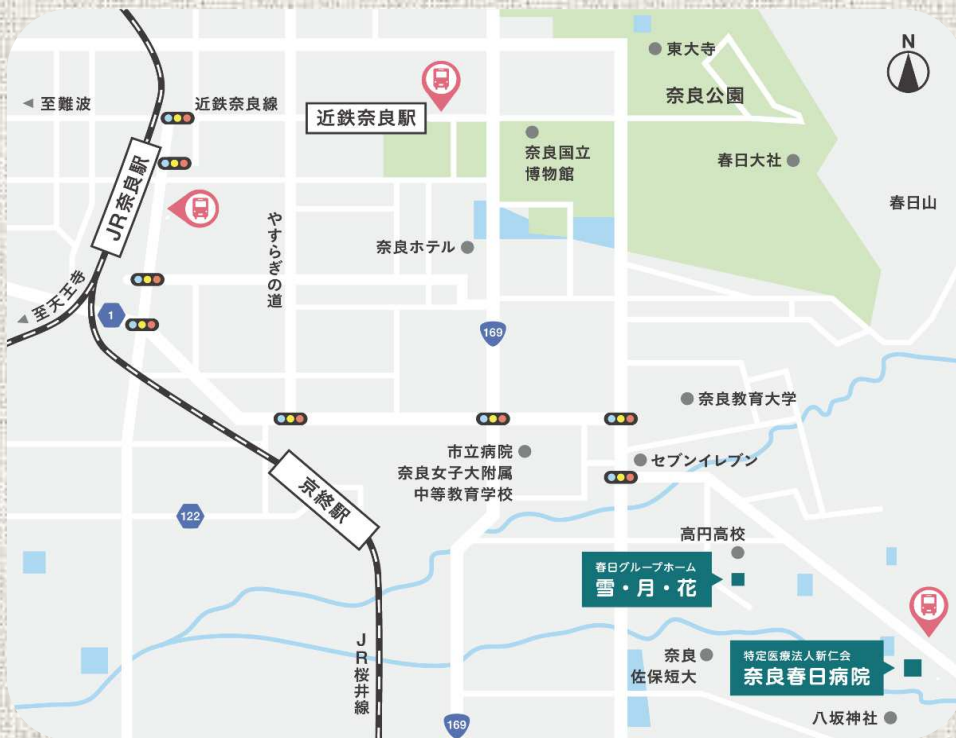 N
東大寺
奈良公園
至難波
近鉄奈良線
近鉄奈良駅
奈良国立
博物館
春日大社
春日山
JR奈良駅
やすらぎの道
奈良ホテル
至天王寺
1
169
奈良教育大学
市立病院
奈良女子大附属
中等教育学校
セブンイレブン
京終駅
122
高円高校
春日グループホーム
雪・月・花
JR桜井線
奈良
佐保短大
特定医療法人新仁会
奈良春日病院
169
八坂神社